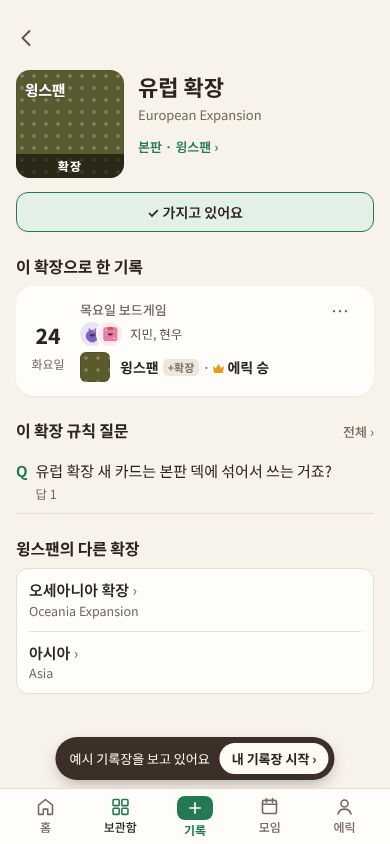 윙스팬
확장
유럽 확장
European Expansion
본판 · 윙스팬 ›
✓ 가지고 있어요
이 확장으로 한 기록
목요일 보드게임 ···
24
화요일
지민, 현우
윙스팬 +확장 · 에릭 승
이 확장 규칙 질문
전체 ›
Q 유럽 확장 새 카드는 본판 덱에 섞어서 쓰는 거죠?
답 1
윙스팬의 다른 확장
오세아니아 확장 ›
Oceania Expansion
아시아 ›
Asia
예시 기록장을 보고 있어요 내 기록장 시작 ›
홈 보관함 기록 모임 에릭